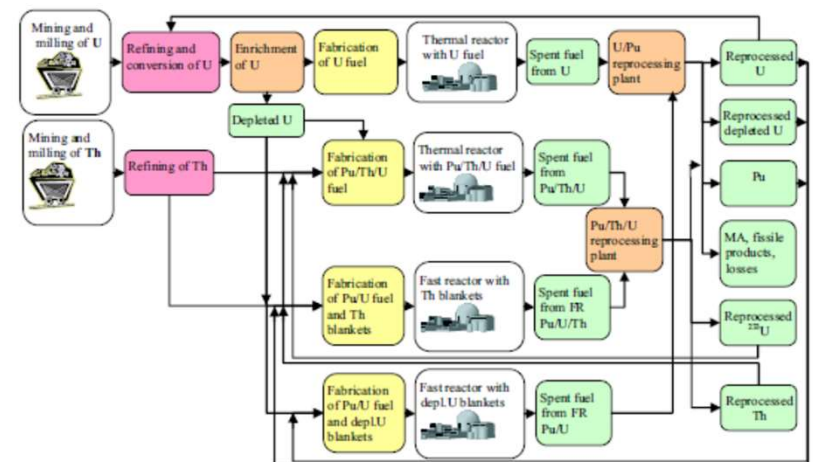 Mining and
milling of U
Refining and
conversion of U
Enrichment
of U
Fabrication
of U fuel
Thermal reactor
with U fuel
Spent fuel
from U
U/Pu
reprocessing
plant
Reprocessed
U
Depleted U
Reprocessed
depleted U
Mining and
milling of Th
Refining of Th
Fabrication
of Pu/Th/U
fuel
Thermal reactor
with Pu/Th/U fuel
Spent fuel
from
Pu/Th/U
Pu
Pu/Th/U
reprocessing
plant
MA, fissile
products,
losses
Fabrication of
Pu/U fuel
and Th
blankets
Fast reactor with
Th blankets
Spent fuel
from FR
Pu/U/Th
Reprocessed
²³³U
Fabrication
of Pu/U fuel
and depl.U
blankets
Fast reactor with
depl.U blankets
Spent fuel
from FR
Pu/U
Reprocessed
Th